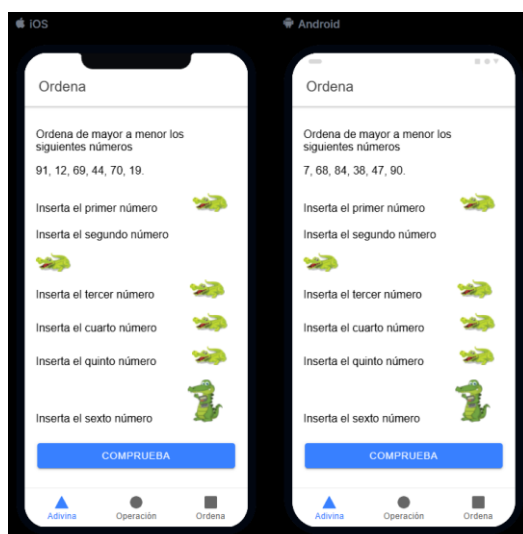 iOS
Ordena
Ordena de mayor a menor los
siguientes números
91, 12, 69, 44, 70, 19.
Inserta el primer número
Inserta el segundo número
Inserta el tercer número
Inserta el cuarto número
Inserta el quinto número
Inserta el sexto número
COMPRUEBA
Adivina Operación Ordena
Android
Ordena
Ordena de mayor a menor los
siguientes números
7, 68, 84, 38, 47, 90.
Inserta el primer número
Inserta el segundo número
Inserta el tercer número
Inserta el cuarto número
Inserta el quinto número
Inserta el sexto número
COMPRUEBA
Adivina Operación Ordena